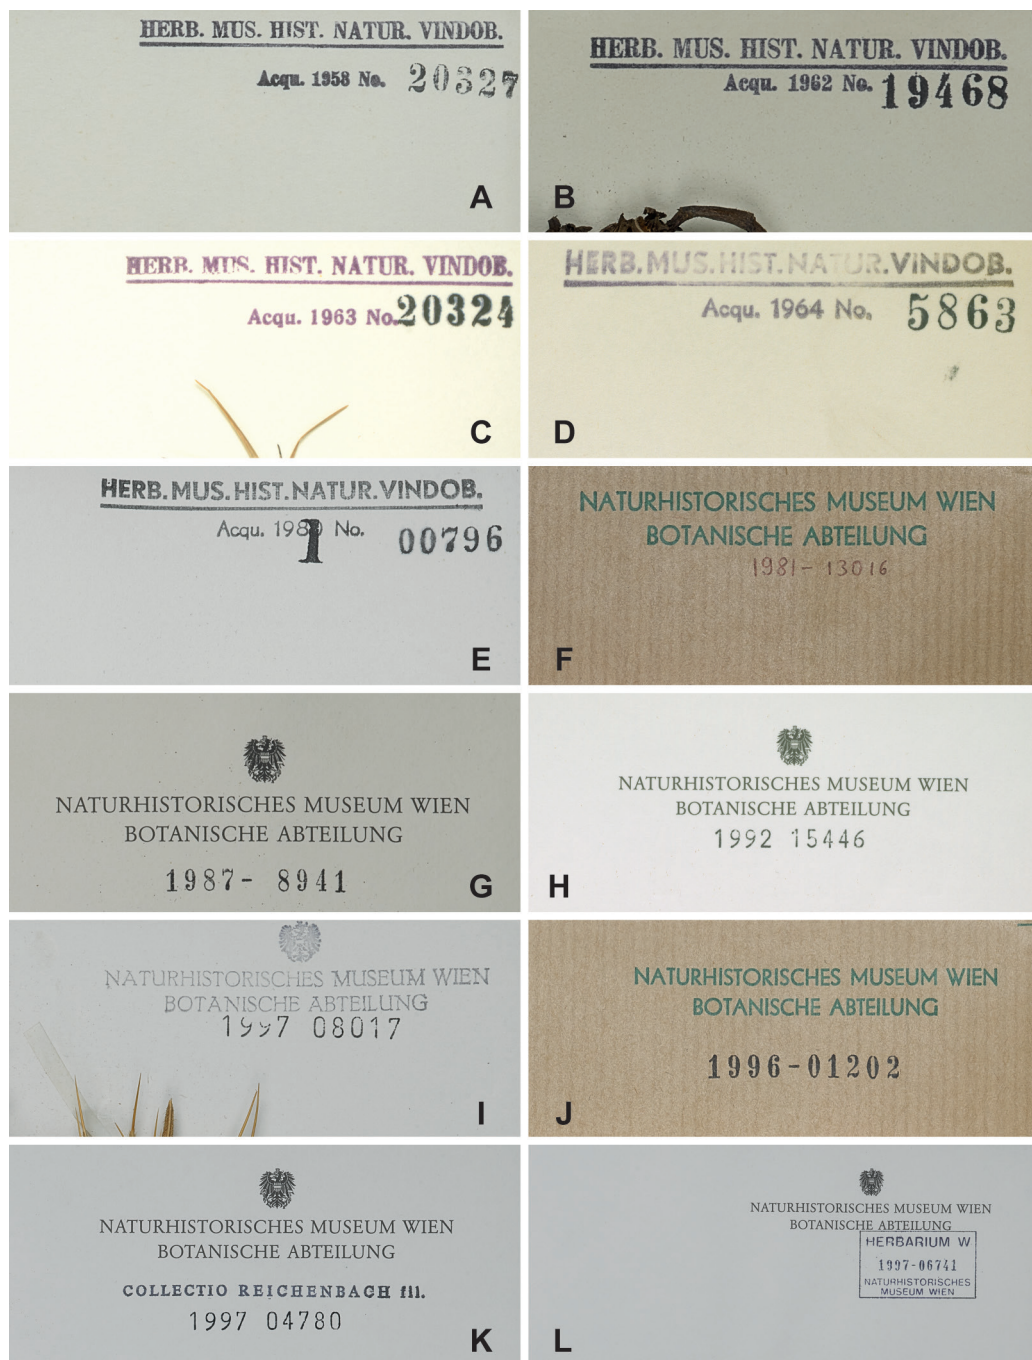 HERB. MUS. HIST. NATUR. VINDOB.
Acqu. 1958 No. 20327
A
HERB. MUS. HIST. NATUR. VINDOB.
Acqu. 1962 No. 19468
B
HERB. MUS. HIST. NATUR. VINDOB.
Acqu. 1963 No. 20324
C
HERB.MUS.HIST.NATUR.VINDOB.
Acqu. 1964 No. 5863
D
HERB.MUS.HIST.NATUR.VINDOB.
Acqu. 1981 No. 00796
E
NATURHISTORISCHES MUSEUM WIEN
BOTANISCHE ABTEILUNG
1981- 13016
F
NATURHISTORISCHES MUSEUM WIEN
BOTANISCHE ABTEILUNG
1987- 8941
G
NATURHISTORISCHES MUSEUM WIEN
BOTANISCHE ABTEILUNG
1992 15446
H
NATURHISTORISCHES MUSEUM WIEN
BOTANISCHE ABTEILUNG
1997 08017
I
NATURHISTORISCHES MUSEUM WIEN
BOTANISCHE ABTEILUNG
1996-01202
J
NATURHISTORISCHES MUSEUM WIEN
BOTANISCHE ABTEILUNG
COLLECTIO REICHENBACH fil.
1997 04780
K
NATURHISTORISCHES MUSEUM WIEN
BOTANISCHE ABTEILUNG
HERBARIUM W
1997-06741
NATURHISTORISCHES
MUSEUM WIEN
L